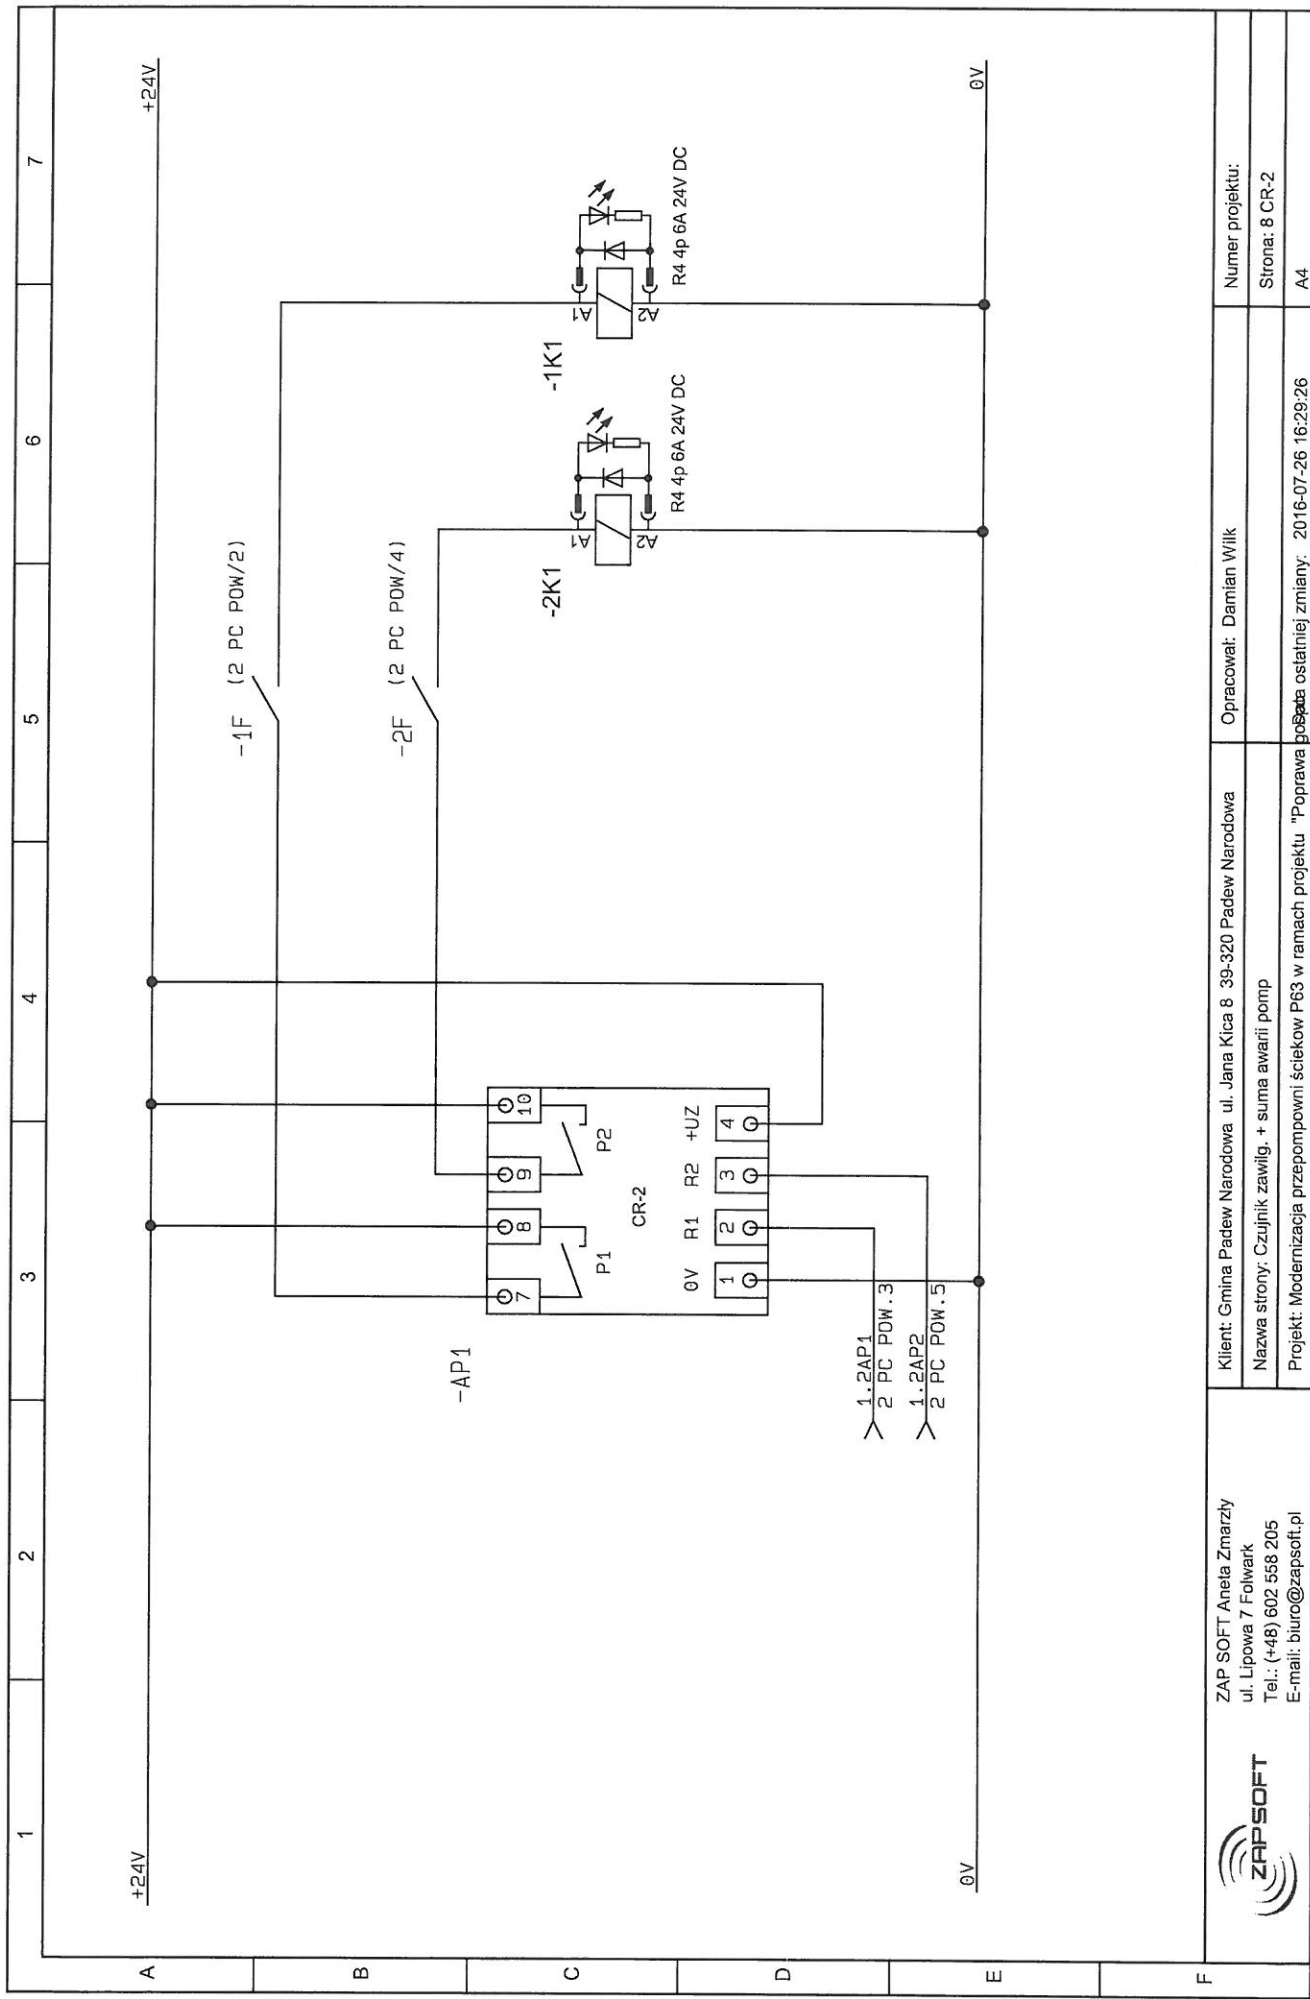 1
2
3
4
5
6
7
A
B
C
D
E
F
+24V
+24V
-1F (2 PC POW/2)
-2F (2 PC POW/4)
-AP1
7
8
9
10
P1
P2
CR-2
0V
R1
R2
+UZ
1
2
3
4
1.2AP1
2 PC POW.3
1.2AP2
2 PC POW.5
-2K1
A1
A2
R4 4p 6A 24V DC
-1K1
A1
A2
R4 4p 6A 24V DC
0V
0V
ZAPSOFT
ZAP SOFT Aneta Zmarzły
ul. Lipowa 7 Folwark
Tel.: (+48) 602 558 205
E-mail: biuro@zapsoft.pl
Klient: Gmina Padew Narodowa ul. Jana Kica 8 39-320 Padew Narodowa
Opracował: Damian Wilk
Numer projektu:
Nazwa strony: Czujnik zawilg. + suma awarii pomp
Strona: 8 CR-2
Projekt: Modernizacja przepompowni ścieków P63 w ramach projektu "Poprawa
ostatniej zmiany: 2016-07-26 16:29:26
A4